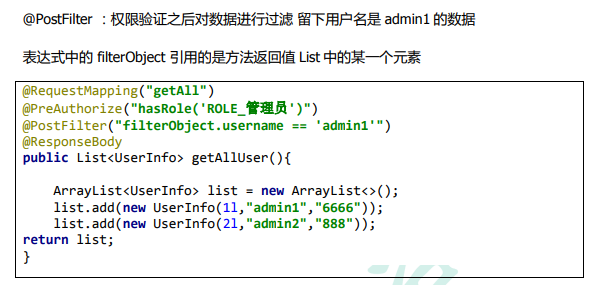 @PostFilter ：权限验证之后对数据进行过滤 留下用户名是 admin1 的数据
表达式中的 filterObject 引用的是方法返回值 List 中的某一个元素
@RequestMapping("getAll")
@PreAuthorize("hasRole('ROLE_管理员')")
@PostFilter("filterObject.username == 'admin1'")
@ResponseBody
public List<UserInfo> getAllUser(){
ArrayList<UserInfo> list = new ArrayList<>();
list.add(new UserInfo(1l,"admin1","6666"));
list.add(new UserInfo(2l,"admin2","888"));
return list;
}